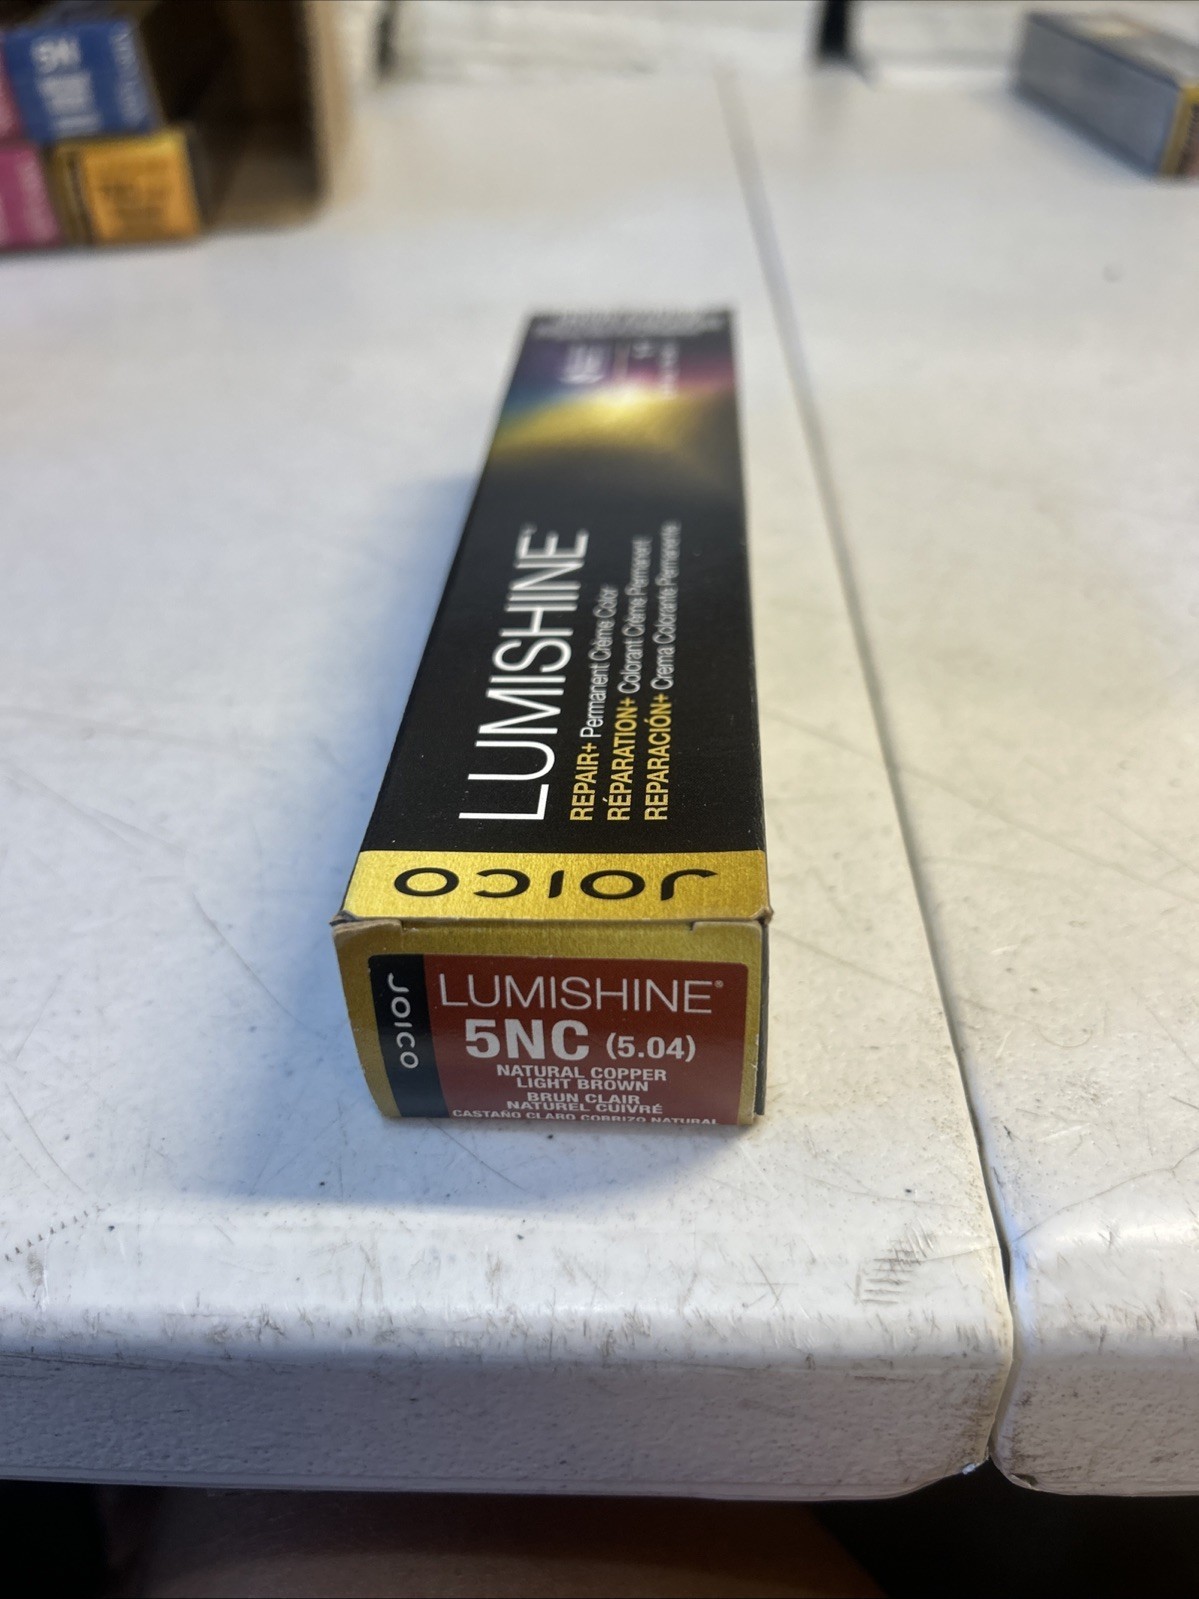 5N
LUMISHINE
REPAIR+ Permanent Crème Color
RÉPARATION+ Colorant Crème Permanent
REPARACIÓN+ Crema Colorante Permanente
JOICO
JOICO
LUMISHINE®
5NC (5.04)
NATURAL COPPER
LIGHT BROWN
BRUN CLAIR
NATUREL CUIVRÉ
CASTAÑO CLARO COBRIZO NATURAL